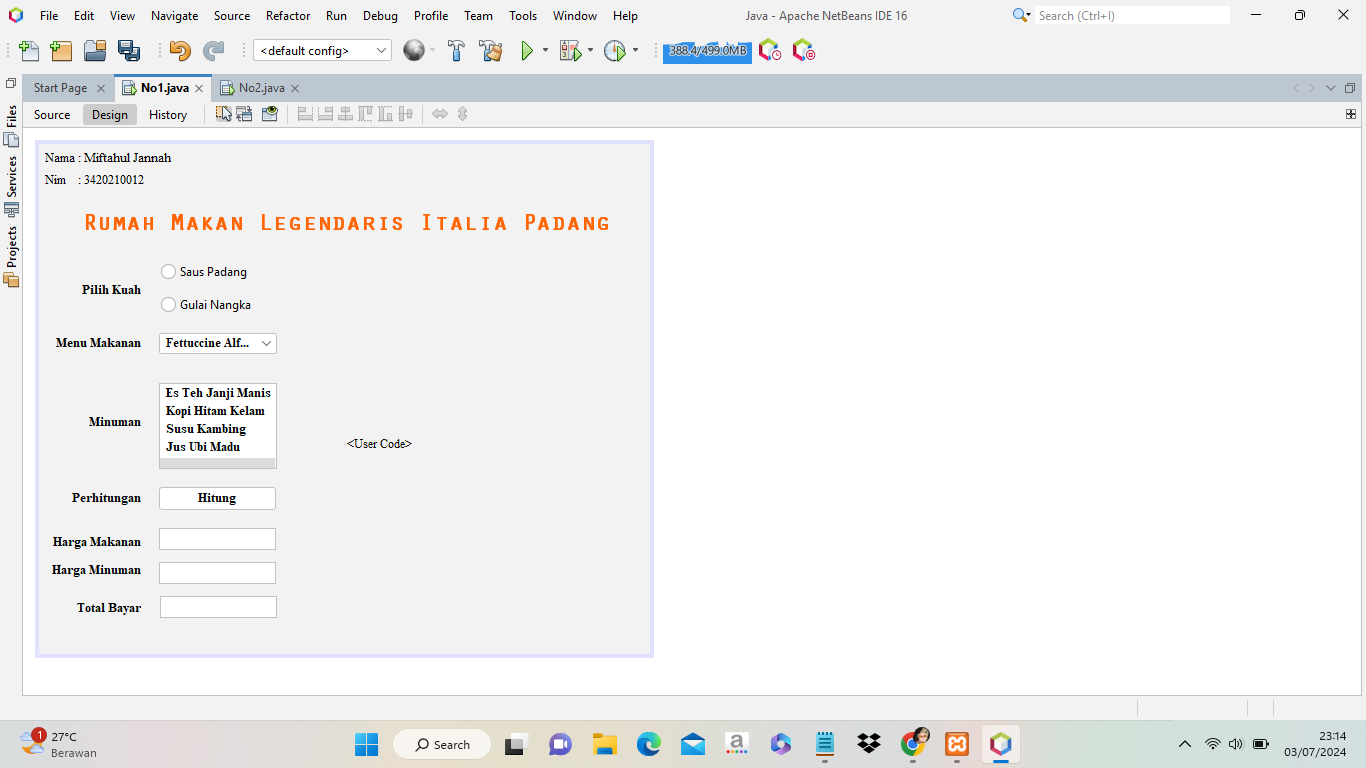 File Edit View Navigate Source Refactor Run Debug Profile Team Tools Window Help
Java - Apache NetBeans IDE 16
Search (Ctrl+I)
<default config>
388.4/499.0MB
Start Page
No1.java
No2.java
Source Design History
Files
Services
Projects
Nama : Miftahul Jannah
Nim : 3420210012
Rumah Makan Legendaris Italia Padang
Pilih Kuah
Saus Padang
Gulai Nangka
Menu Makanan
Fettuccine Alf...
Minuman
Es Teh Janji Manis
Kopi Hitam Kelam
Susu Kambing
Jus Ubi Madu
<User Code>
Perhitungan
Hitung
Harga Makanan
Harga Minuman
Total Bayar
1
27°C
Berawan
Search
a
23:14
03/07/2024